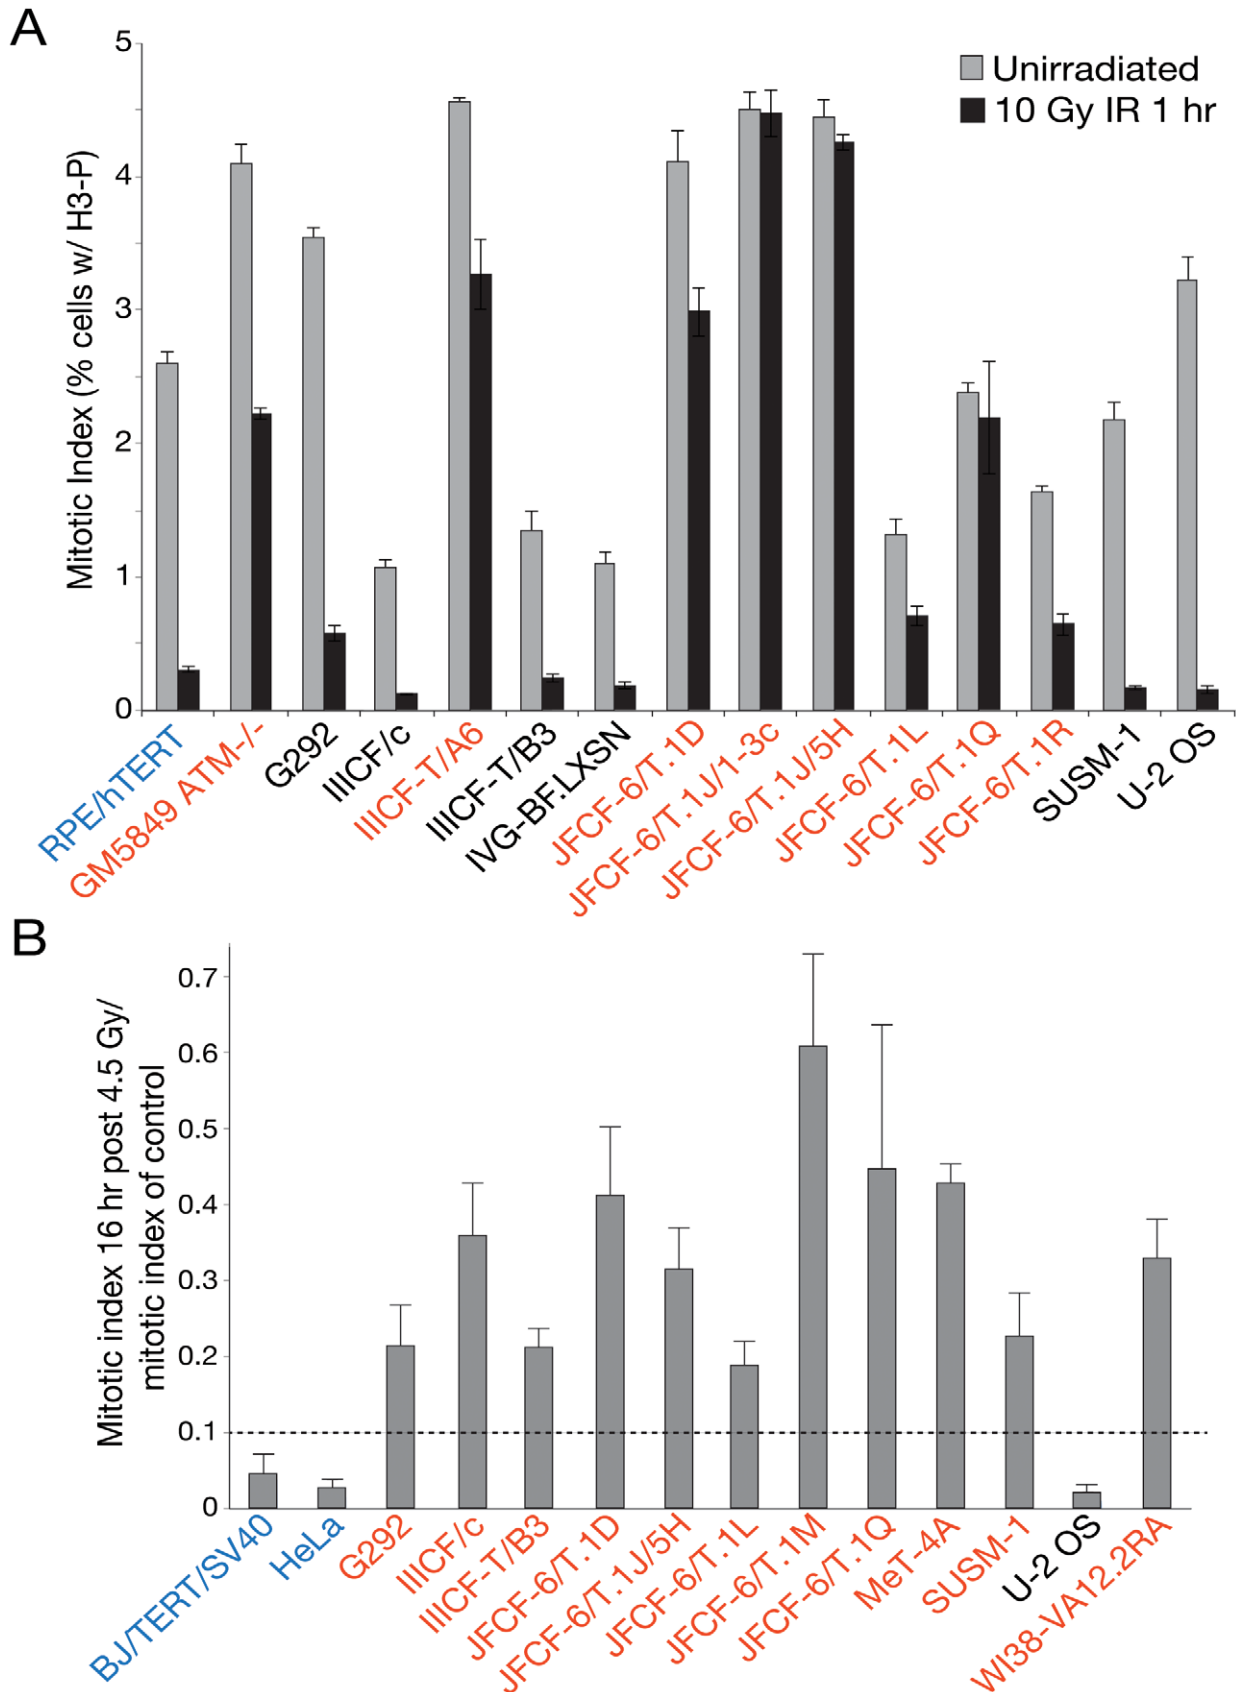 A
5
4
3
2
1
0
Mitotic Index (% cells w/ H3-P)
Unirradiated
10 Gy IR 1 hr
RPE/hTERT
GM5849 ATM-/-
G292
IIICF/c
IIICF-T/A6
IIICF-T/B3
IVG-BF.LXSN
JFCF-6/T.1D
JFCF-6/T.1J/1-3c
JFCF-6/T.1J/5H
JFCF-6/T.1L
JFCF-6/T.1Q
JFCF-6/T.1R
SUSM-1
U-2 OS
B
Mitotic index 16 hr post 4.5 Gy/
mitotic index of control
0.7
0.6
0.5
0.4
0.3
0.2
0.1
0
BJ/TERT/SV40
HeLa
G292
IIICF/c
IIICF-T/B3
JFCF-6/T.1D
JFCF-6/T.1J/5H
JFCF-6/T.1L
JFCF-6/T.1M
JFCF-6/T.1Q
MeT-4A
SUSM-1
U-2 OS
WI38-VA12.2RA